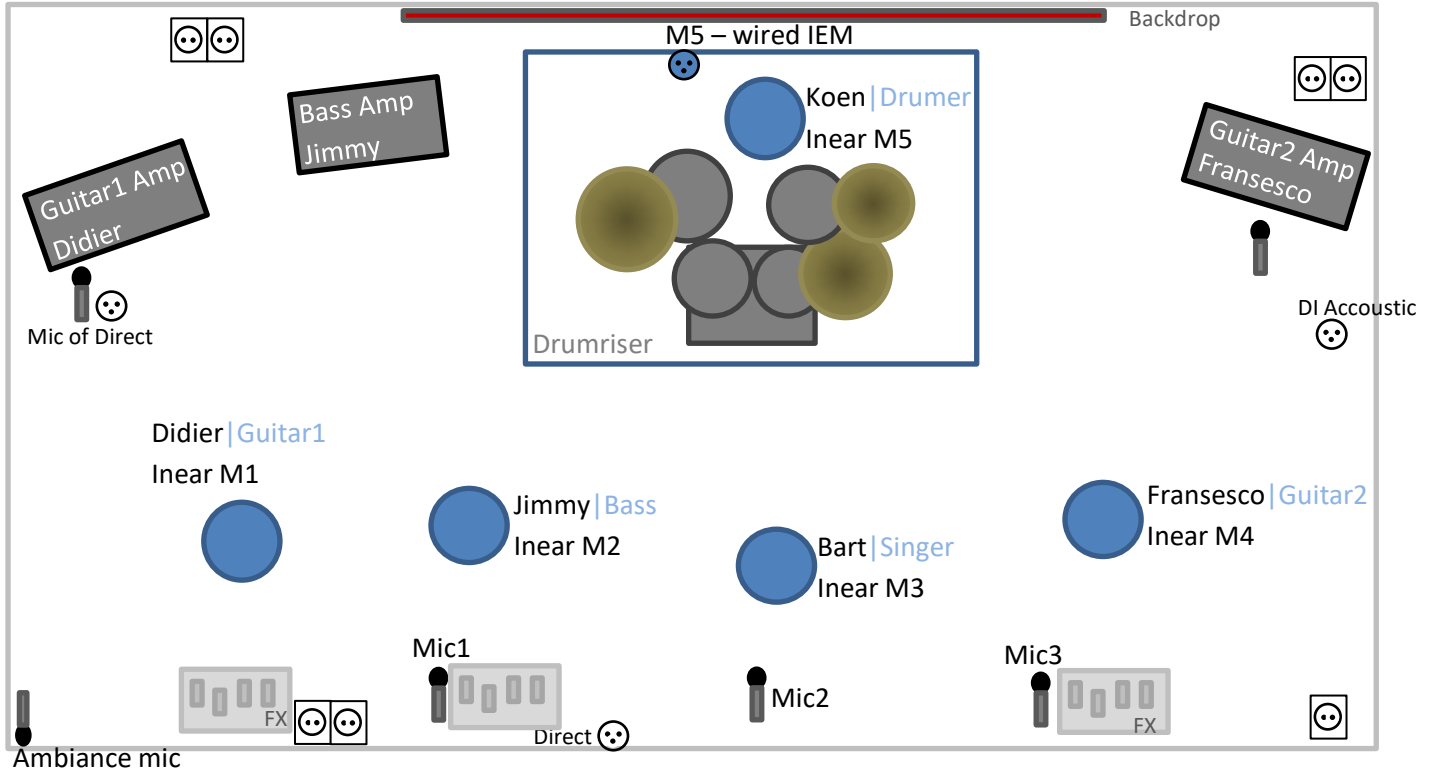 Backdrop
M5 – wired IEM
Koen|Drumer
Inear M5
Bass Amp
Jimmy
Guitar1 Amp
Didier
Guitar2 Amp
Fransesco
Mic of Direct
DI Accoustic
Drumriser
Didier|Guitar1
Inear M1
Jimmy|Bass
Inear M2
Bart|Singer
Inear M3
Fransesco|Guitar2
Inear M4
Mic1
Mic2
Mic3
FX
FX
Direct
Ambiance mic